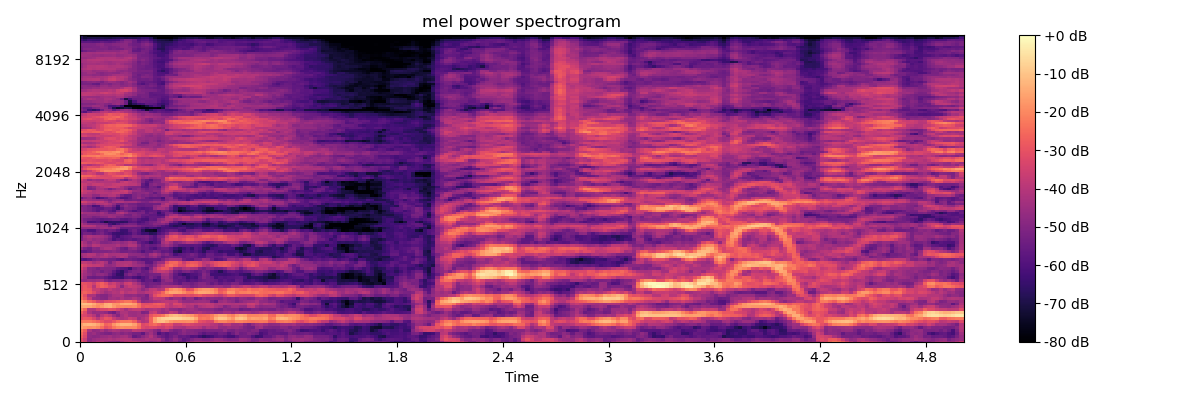 mel power spectrogram
8192
4096
2048
1024
512
0
Hz
0 0.6 1.2 1.8 2.4 3 3.6 4.2 4.8
Time
+0 dB
-10 dB
-20 dB
-30 dB
-40 dB
-50 dB
-60 dB
-70 dB
-80 dB